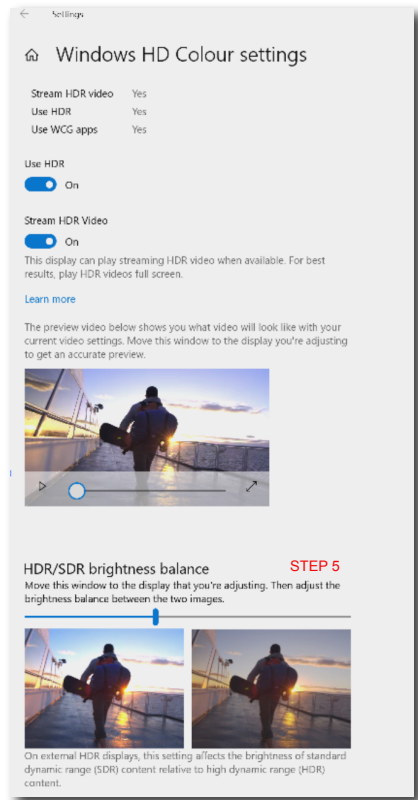 Settings
Windows HD Colour settings
Stream HDR video Yes
Use HDR Yes
Use WCG apps Yes
Use HDR
On
Stream HDR Video
On
This display can play streaming HDR video when available. For best
results, play HDR videos full screen.
Learn more
The preview video below shows you what video will look like with your
current video settings. Move this window to the display you're adjusting
to get an accurate preview.
HDR/SDR brightness balance STEP 5
Move this window to the display that you're adjusting. Then adjust the
brightness balance between the two images.
On external HDR displays, this setting affects the brightness of standard
dynamic range (SDR) content relative to high dynamic range (HDR)
content.